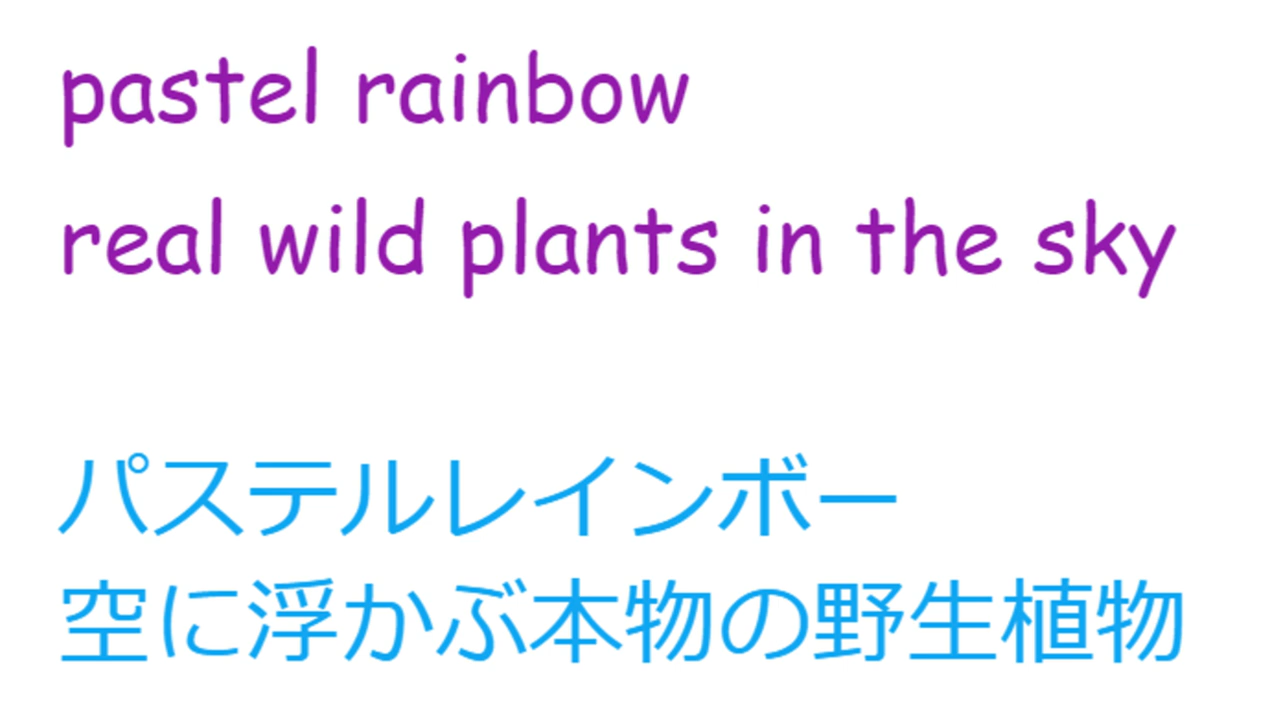 pastel rainbow
real wild plants in the sky
パステルレインボー
空に浮かぶ本物の野生植物